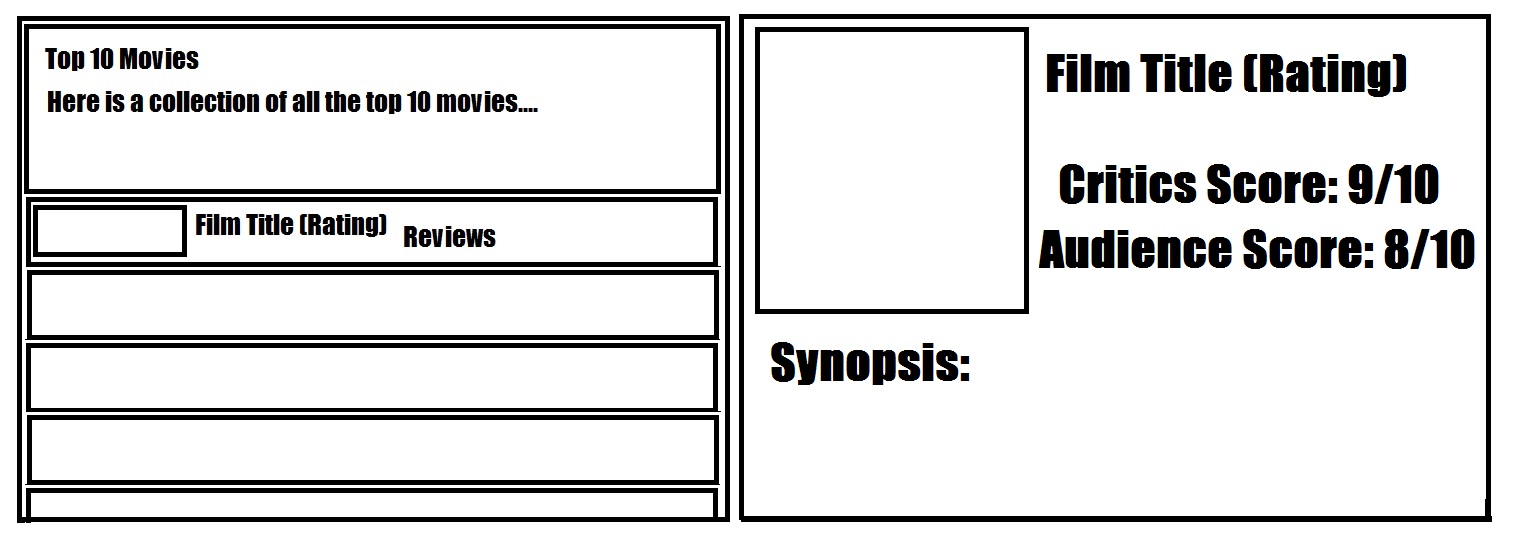 Top 10 Movies
Here is a collection of all the top 10 movies....
Film Title (Rating) Reviews
Film Title (Rating)
Critics Score: 9/10
Audience Score: 8/10
Synopsis: